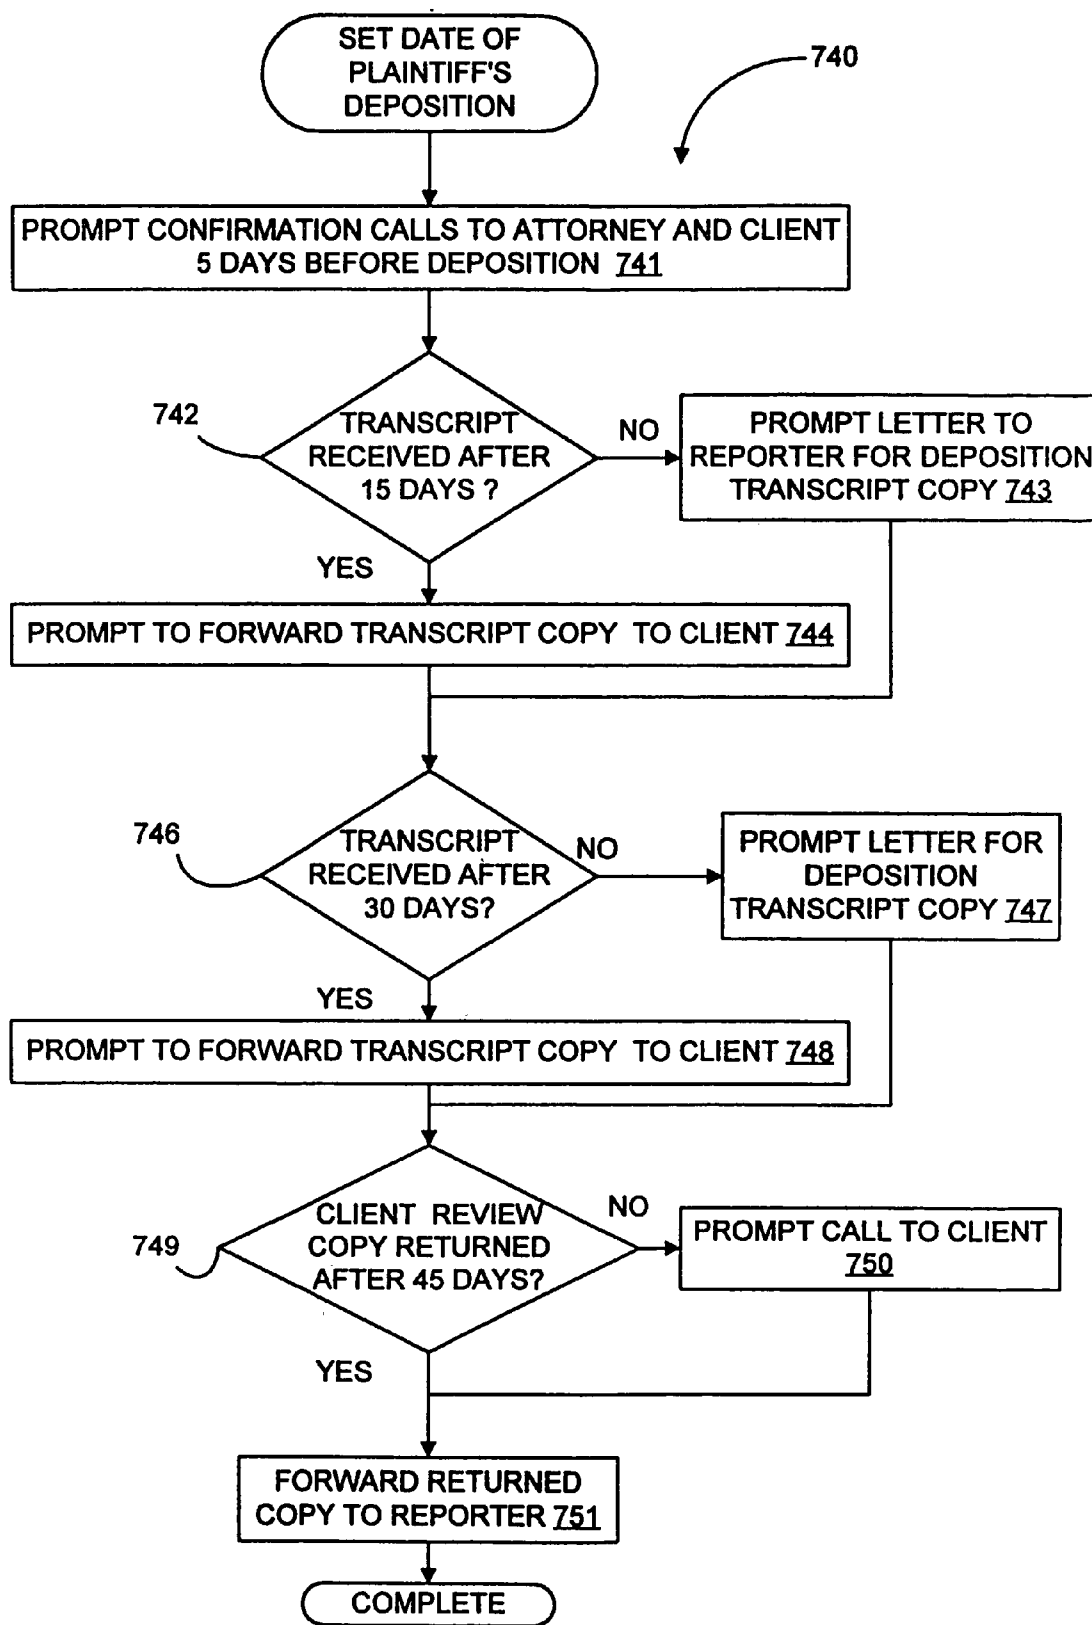 SET DATE OF
PLAINTIFF'S
DEPOSITION
740
PROMPT CONFIRMATION CALLS TO ATTORNEY AND CLIENT
5 DAYS BEFORE DEPOSITION 741
742
TRANSCRIPT
RECEIVED AFTER
15 DAYS ?
NO
PROMPT LETTER TO
REPORTER FOR DEPOSITION
TRANSCRIPT COPY 743
YES
PROMPT TO FORWARD TRANSCRIPT COPY TO CLIENT 744
746
TRANSCRIPT
RECEIVED AFTER
30 DAYS?
NO
PROMPT LETTER FOR
DEPOSITION
TRANSCRIPT COPY 747
YES
PROMPT TO FORWARD TRANSCRIPT COPY TO CLIENT 748
749
CLIENT REVIEW
COPY RETURNED
AFTER 45 DAYS?
NO
PROMPT CALL TO CLIENT
750
YES
FORWARD RETURNED
COPY TO REPORTER 751
COMPLETE